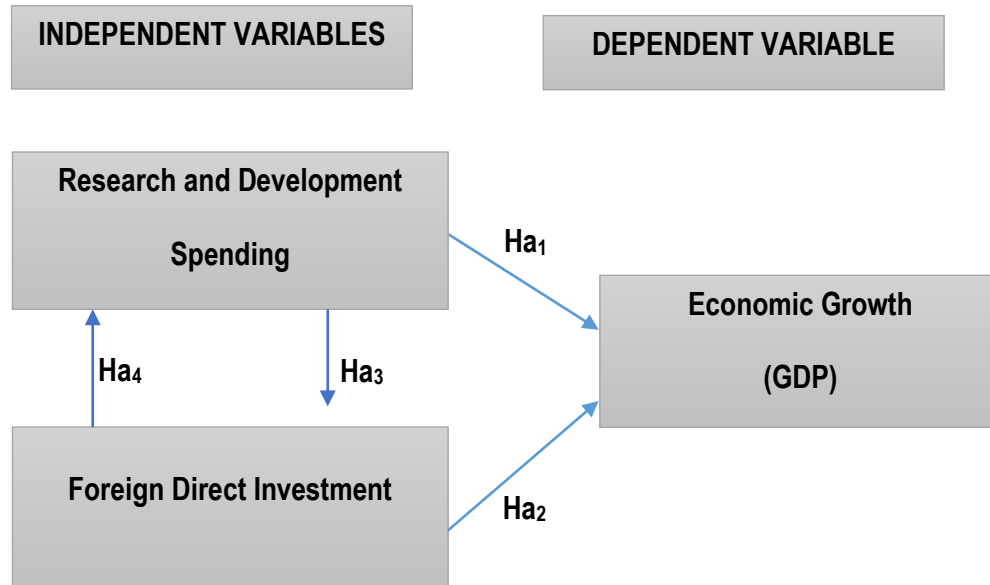 INDEPENDENT VARIABLES
DEPENDENT VARIABLE
Research and Development
Spending
Ha₁
Economic Growth
(GDP)
Ha₄
Ha₃
Foreign Direct Investment
Ha₂